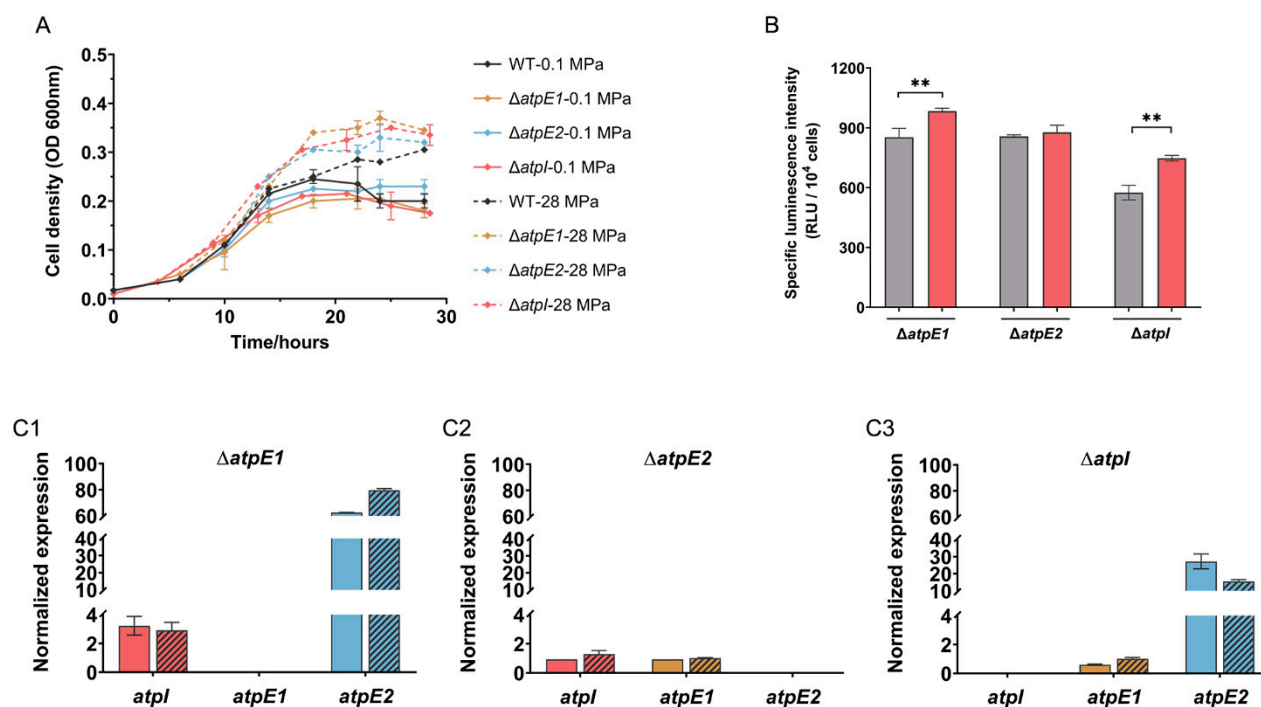 A
Cell density (OD 600nm)
0.5
0.4
0.3
0.2
0.1
0.0
0
10
20
30
Time/hours
WT-0.1 MPa
ΔatpE1-0.1 MPa
ΔatpE2-0.1 MPa
ΔatpI-0.1 MPa
WT-28 MPa
ΔatpE1-28 MPa
ΔatpE2-28 MPa
ΔatpI-28 MPa
B
Specific luminescence intensity
(RLU / 10⁴ cells)
1200
900
600
300
0
**
**
ΔatpE1
ΔatpE2
ΔatpI
C1
ΔatpE1
Normalized expression
100
80
60
40
30
20
10
4
2
0
atpI
atpE1
atpE2
C2
ΔatpE2
Normalized expression
100
80
60
40
30
20
10
4
2
0
atpI
atpE1
atpE2
C3
ΔatpI
Normalized expression
100
80
60
40
30
20
10
4
2
0
atpI
atpE1
atpE2